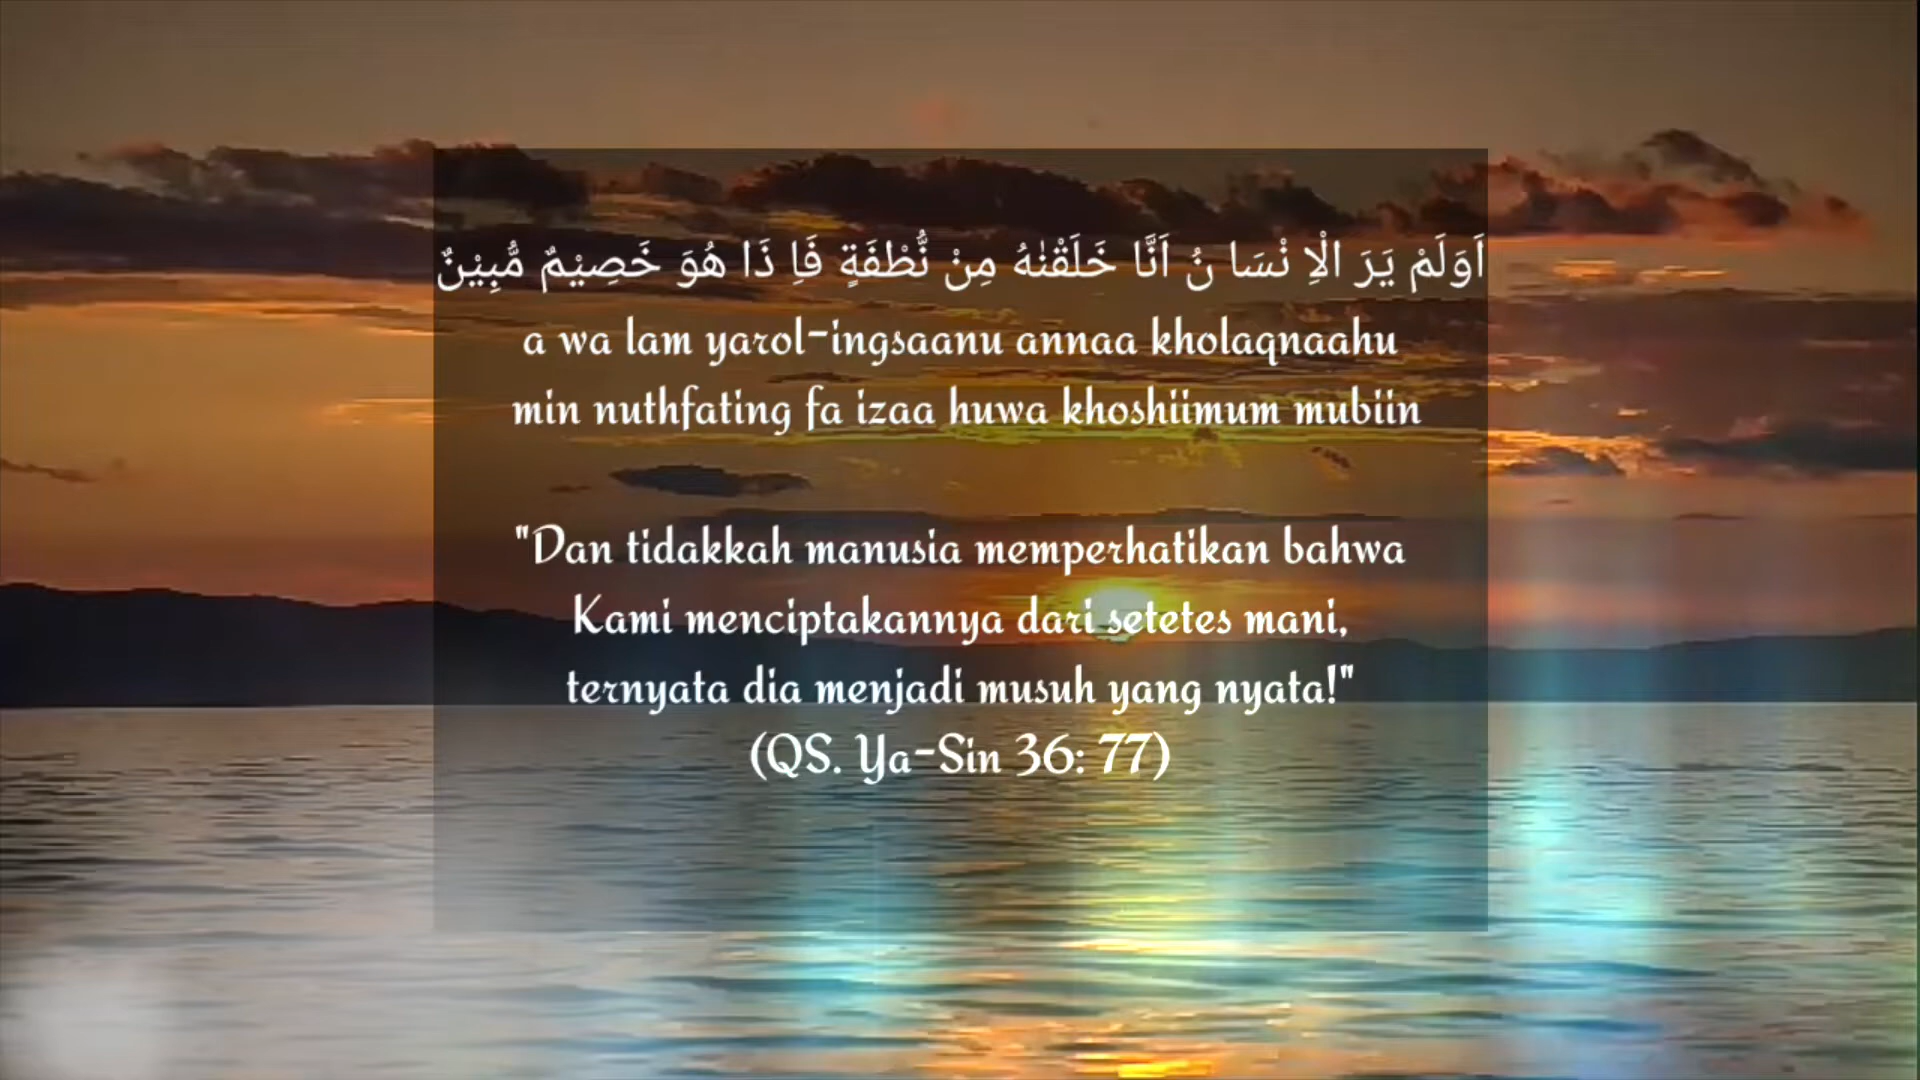 اَوَلَمْ يَرَ الْاِ نْسَا نُ اَنَّا خَلَقْنٰهُ مِنْ نُّطْفَةٍ فَاِ ذَا هُوَ خَصِيْمٌ مُّبِيْنٌ
a wa lam yarol-ingsaanu annaa kholaqnaahu
min nuthfating fa izaa huwa khoshiimum mubiin
"Dan tidakkah manusia memperhatikan bahwa
Kami menciptakannya dari setetes mani,
ternyata dia menjadi musuh yang nyata!"
(QS. Ya-Sin 36: 77)